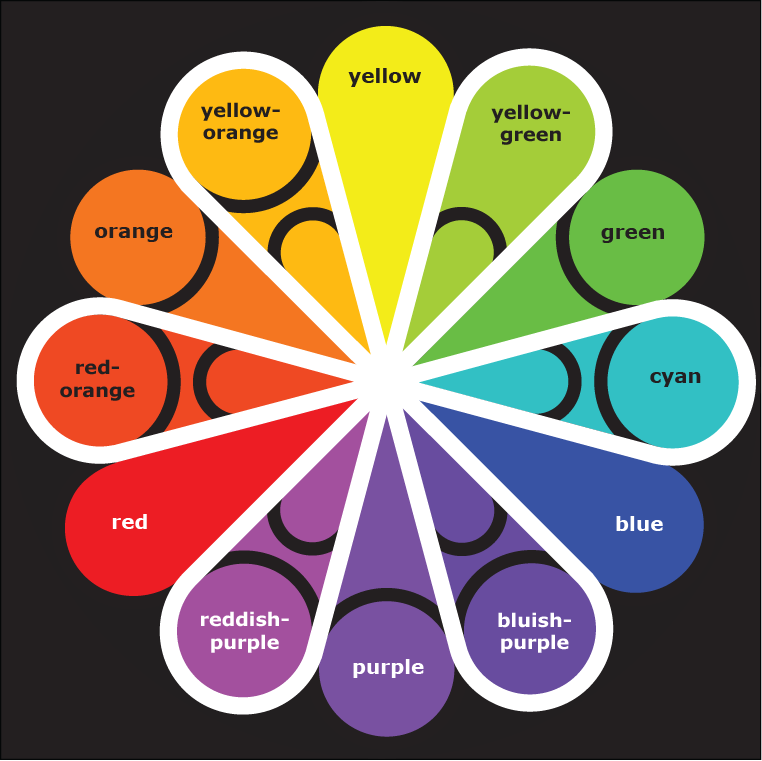 yellow
yellow–
orange
yellow–
green
orange
green
red–
orange
cyan
red
blue
reddish–
purple
bluish–
purple
purple